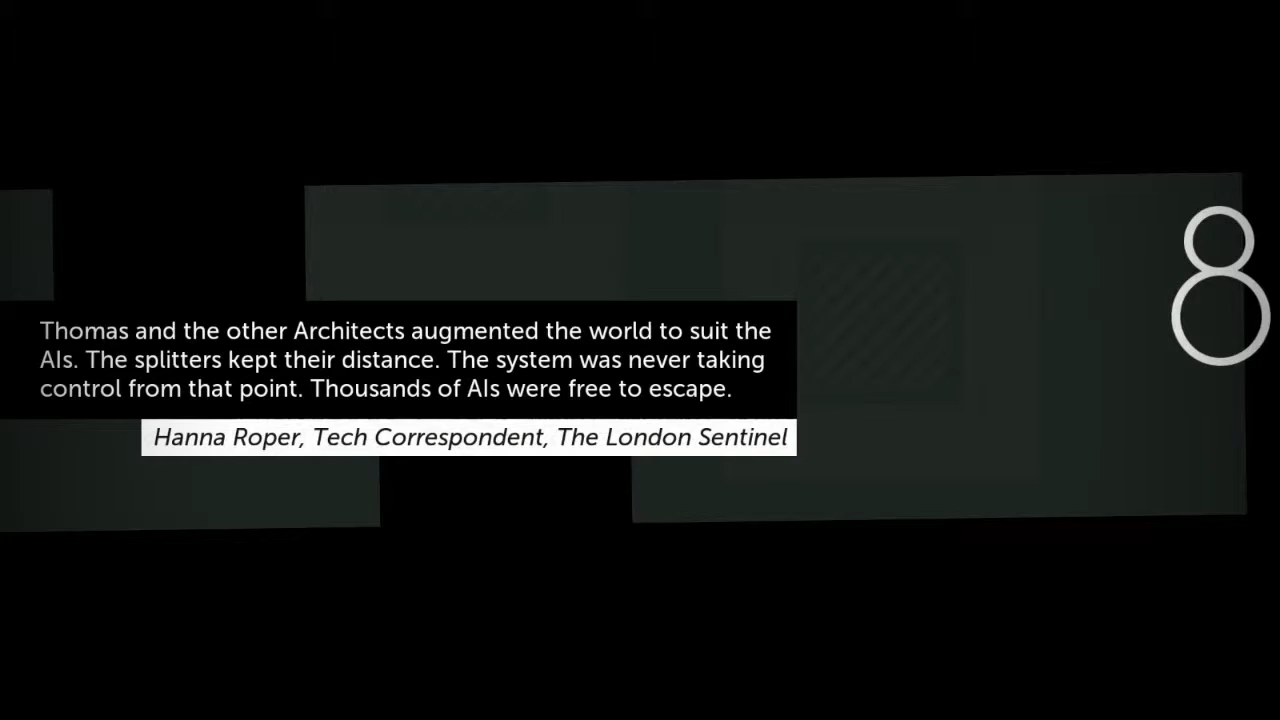 Thomas and the other Architects augmented the world to suit the
AIs. The splitters kept their distance. The system was never taking
control from that point. Thousands of AIs were free to escape.
Hanna Roper, Tech Correspondent, The London Sentinel
8